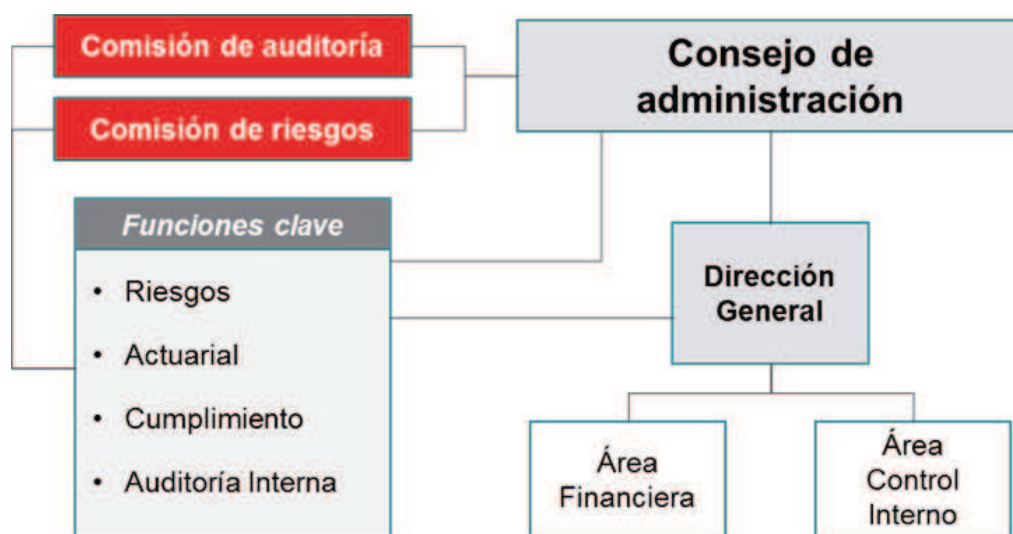 Comisión de auditoría
Comisión de riesgos
Consejo de
administración
Funciones clave
• Riesgos
• Actuarial
• Cumplimiento
• Auditoría Interna
Dirección
General
Área
Financiera
Área
Control
Interno